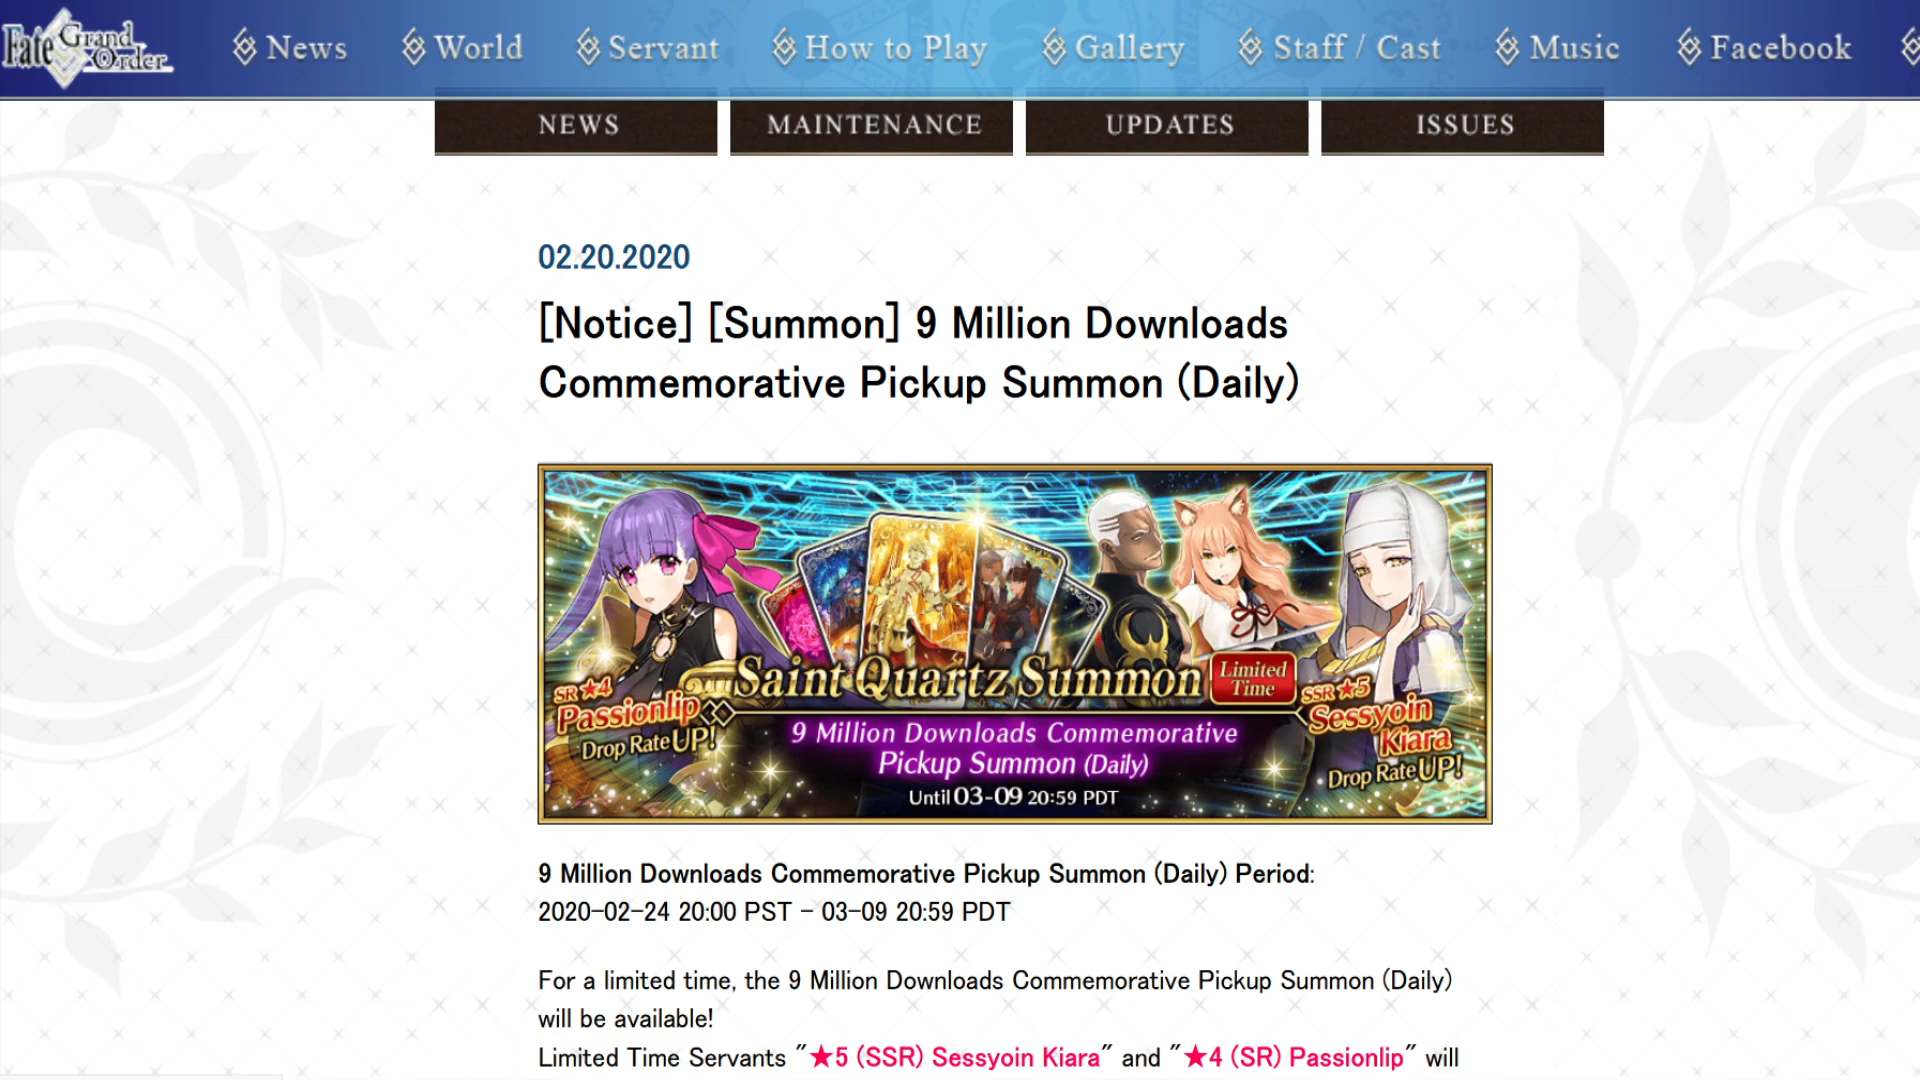 Fate Grand Order
News
World
Servant
How to Play
Gallery
Staff / Cast
Music
Facebook
NEWS
MAINTENANCE
UPDATES
ISSUES
02.20.2020
[Notice] [Summon] 9 Million Downloads
Commemorative Pickup Summon (Daily)
SR ★4
Passionlip
Drop Rate UP!
Saint Quartz Summon
Limited
Time
SSR ★5
Sessyoin
Kiara
Drop Rate UP!
9 Million Downloads Commemorative
Pickup Summon (Daily)
Until 03-09 20:59 PDT
9 Million Downloads Commemorative Pickup Summon (Daily) Period:
2020-02-24 20:00 PST - 03-09 20:59 PDT
For a limited time, the 9 Million Downloads Commemorative Pickup Summon (Daily)
will be available!
Limited Time Servants "★5 (SSR) Sessyoin Kiara" and "★4 (SR) Passionlip" will